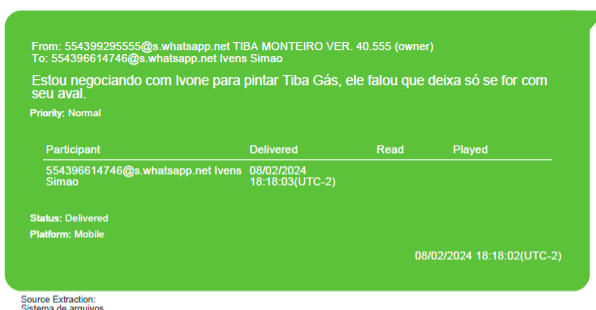 From: 554399295555@s.whatsapp.net TIBA MONTEIRO VER. 40.555 (owner)
To: 554396614746@s.whatsapp.net Ivens Simao
Estou negociando com Ivone para pintar Tiba Gás, ele falou que deixa só se for com
seu aval.
Priority: Normal
Participant Delivered Read Played
554396614746@s.whatsapp.net Ivens 08/02/2024
Simao 18:18:03(UTC-2)
Status: Delivered
Platform: Mobile
08/02/2024 18:18:02(UTC-2)
Source Extraction:
Sistema de arquivos